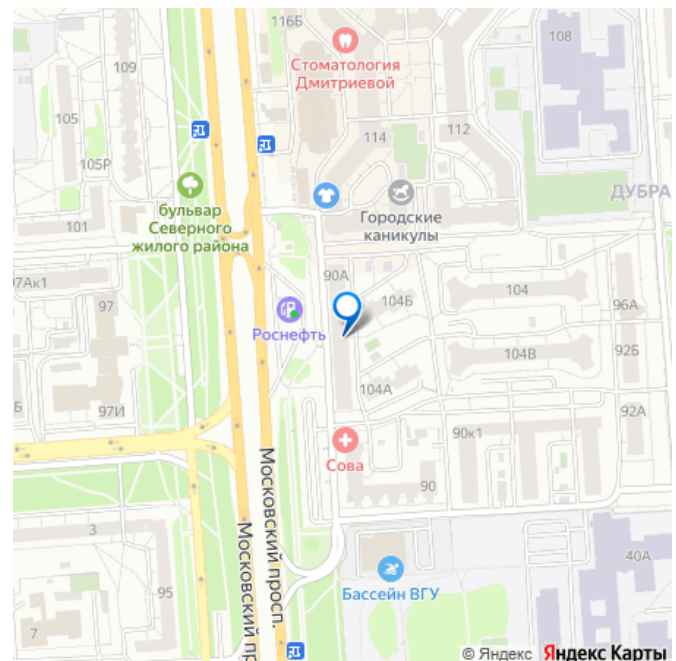 116Б
108
Стоматология
Дмитриевой
109
105
114
112
105Р
ДУБРА
бульвар
Северного
жилого района
Городские
каникулы
101
90А
97Ак1
104Б
104
97
96А
Роснефть
104В
92Б
104А
Б
97И
92А
90к1
Сова
Московский просп.
90
3
Московский пр
40А
95
Бассейн ВГУ
7
© Яндекс Яндекс Карты